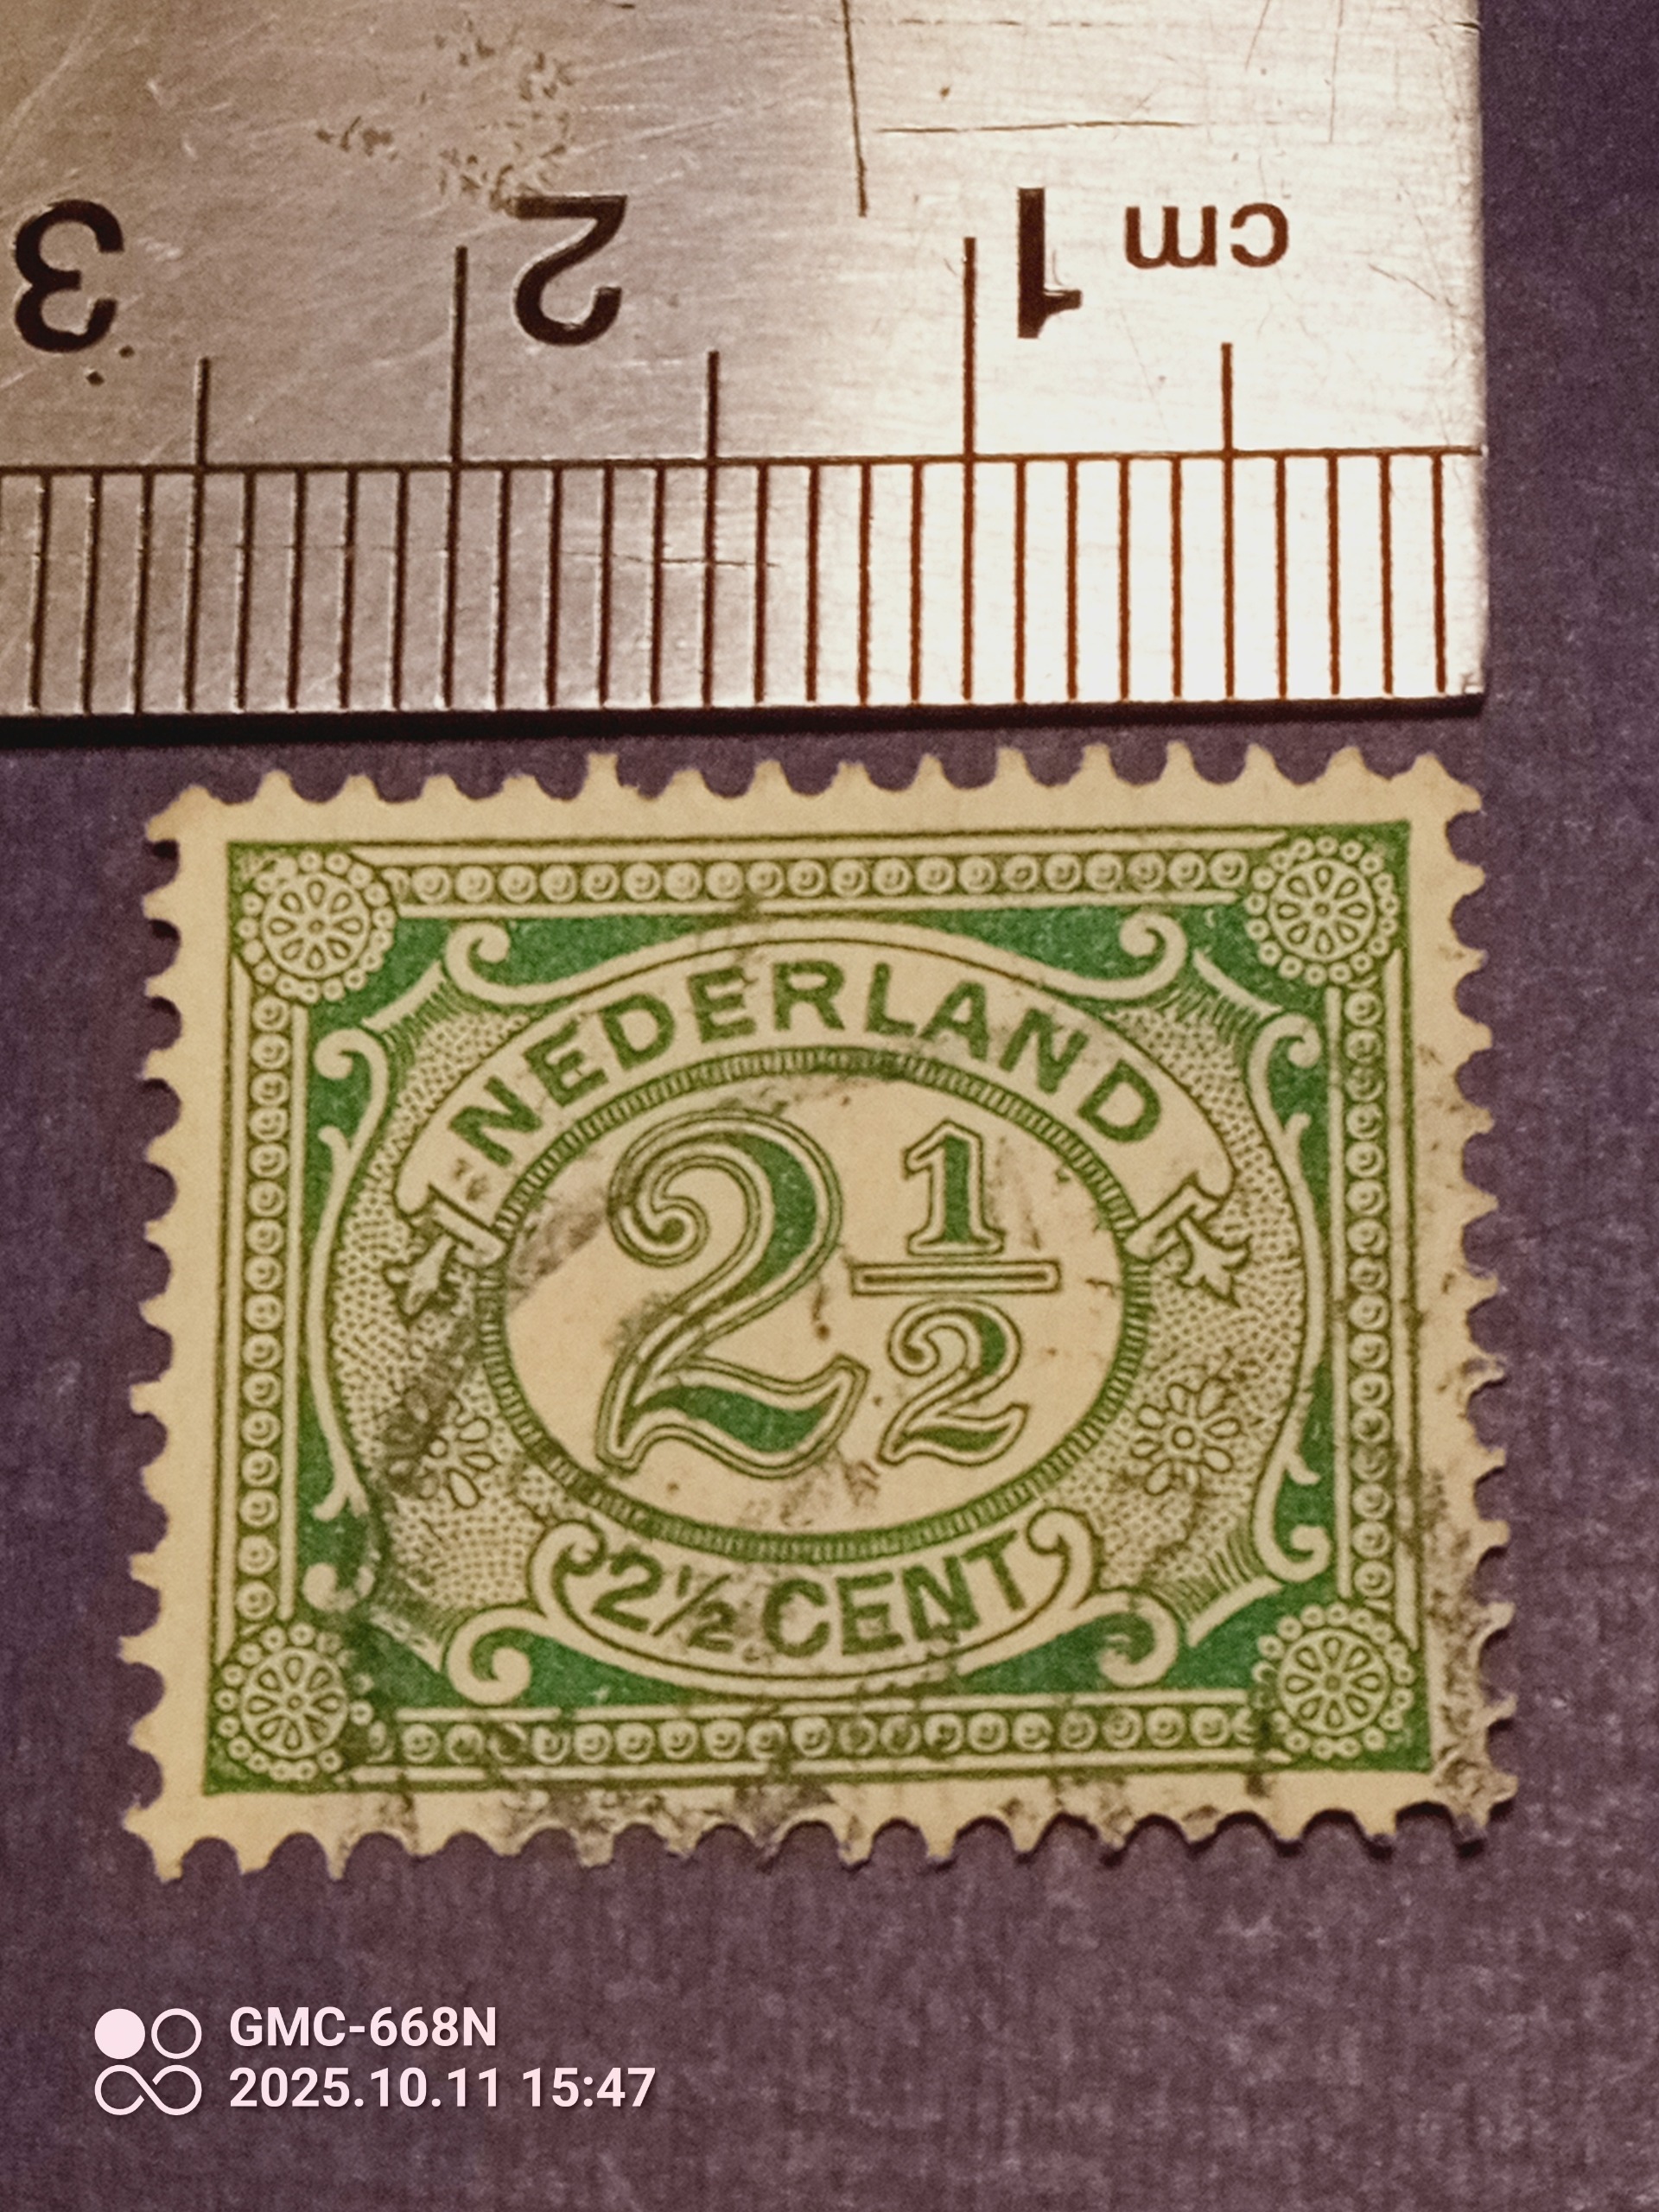 3 2 1 cm
NEDERLAND
2 1/2
2½ CENT
GMC-668N
2025.10.11 15:47